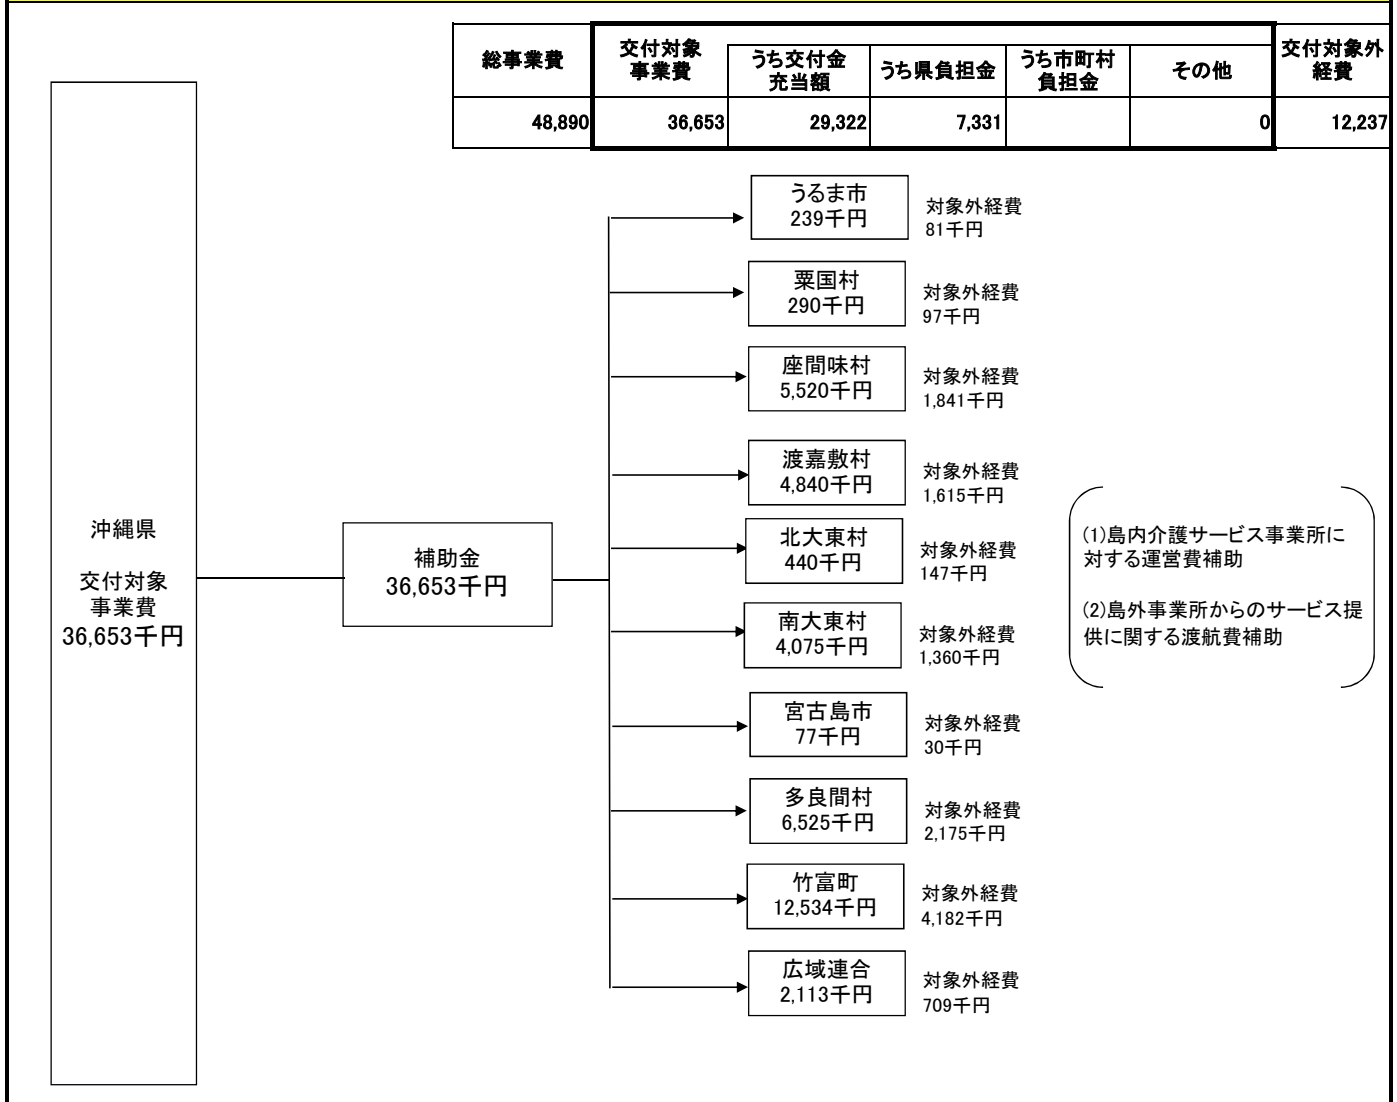 総事業費
交付対象
事業費
うち交付金
充当額
うち県負担金
うち市町村
負担金
その他
交付対象外
経費
48,890
36,653
29,322
7,331
0
12,237
沖縄県
交付対象
事業費
36,653千円
補助金
36,653千円
うるま市
239千円
対象外経費
81千円
粟国村
290千円
対象外経費
97千円
座間味村
5,520千円
対象外経費
1,841千円
渡嘉敷村
4,840千円
対象外経費
1,615千円
北大東村
440千円
対象外経費
147千円
南大東村
4,075千円
対象外経費
1,360千円
宮古島市
77千円
対象外経費
30千円
多良間村
6,525千円
対象外経費
2,175千円
竹富町
12,534千円
対象外経費
4,182千円
広域連合
2,113千円
対象外経費
709千円
(1)島内介護サービス事業所に
対する運営費補助
(2)島外事業所からのサービス提
供に関する渡航費補助